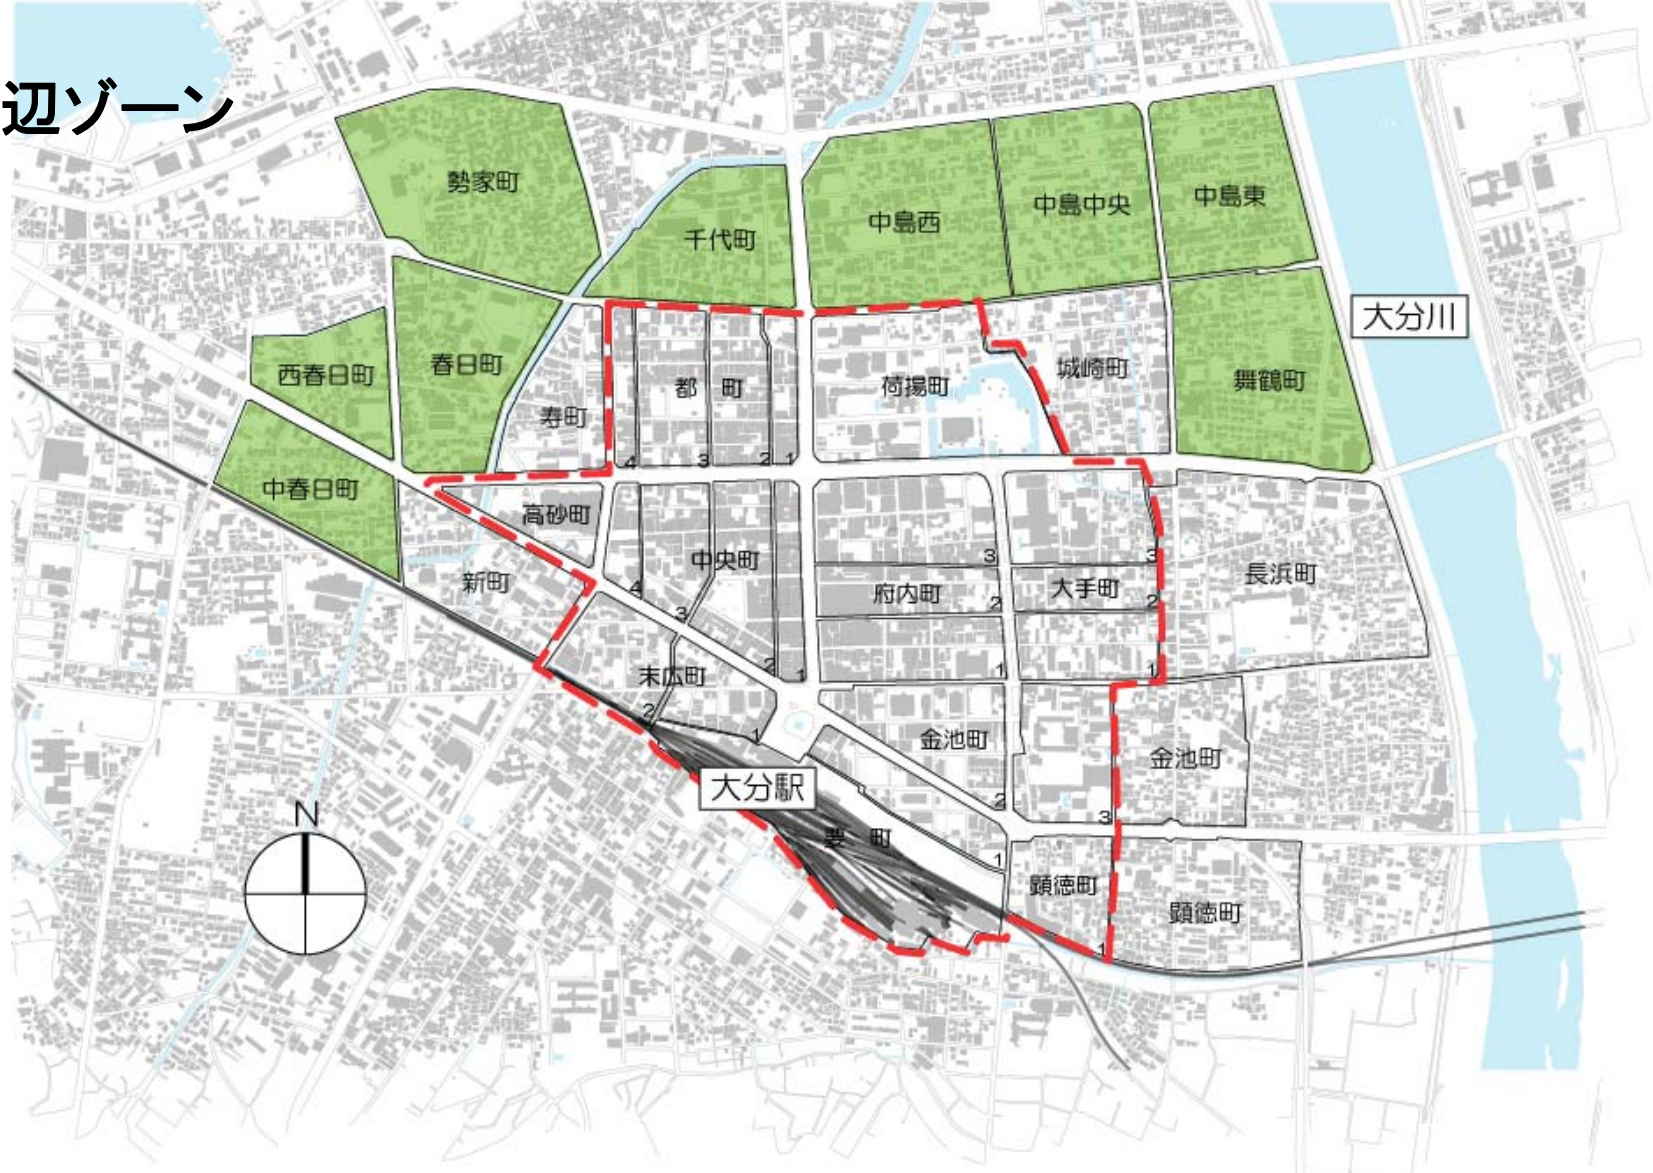 辺ゾーン
勢家町
千代町
中島西
中島中央
中島東
大分川
西春日町
春日町
寿町
都 町
荷揚町
城崎町
舞鶴町
4
3
2
1
中春日町
高砂町
新町
中央町
4
3
2
1
府内町
3
2
1
大手町
3
2
1
長浜町
末広町
2
1
金池町
2
1
3
金池町
大分駅
要 町
顕徳町
1
顕徳町
N